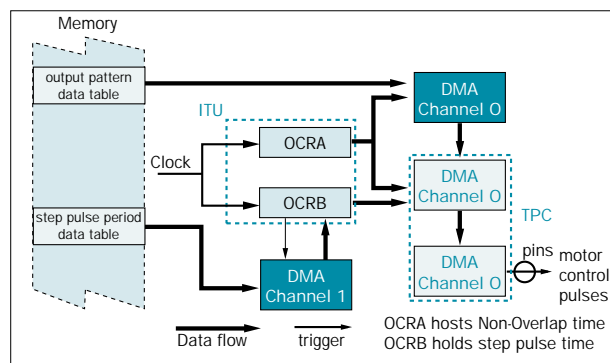 Memory
output pattern
data table
ITU
Clock
OCRA
OCRB
step pulse period
data table
DMA
Channel 1
DMA
Channel O
DMA
Channel O
TPC
DMA
Channel O
pins
motor
control
pulses
Data flow
trigger
OCRA hosts Non-Overlap time
OCRB holds step pulse time